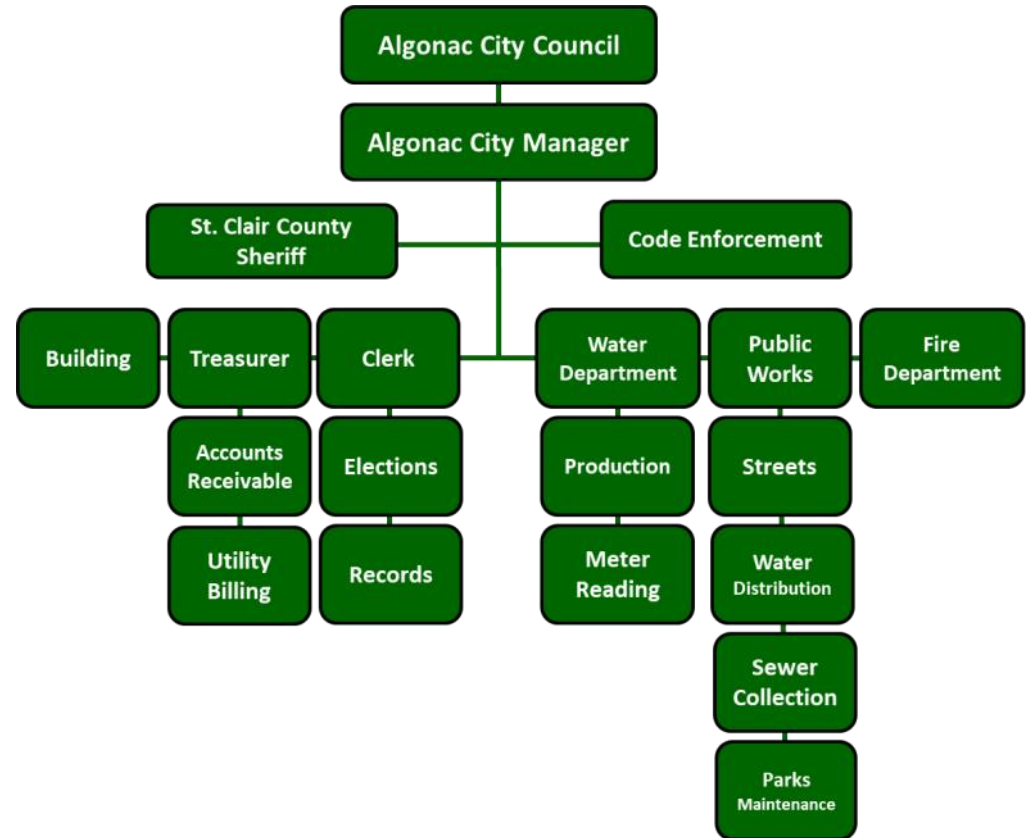 Algonac City Council
Algonac City Manager
St. Clair County
Sheriff
Code Enforcement
Building
Treasurer
Clerk
Water
Department
Public
Works
Fire
Department
Accounts
Receivable
Elections
Production
Streets
Utility
Billing
Records
Meter
Reading
Water
Distribution
Sewer
Collection
Parks
Maintenance